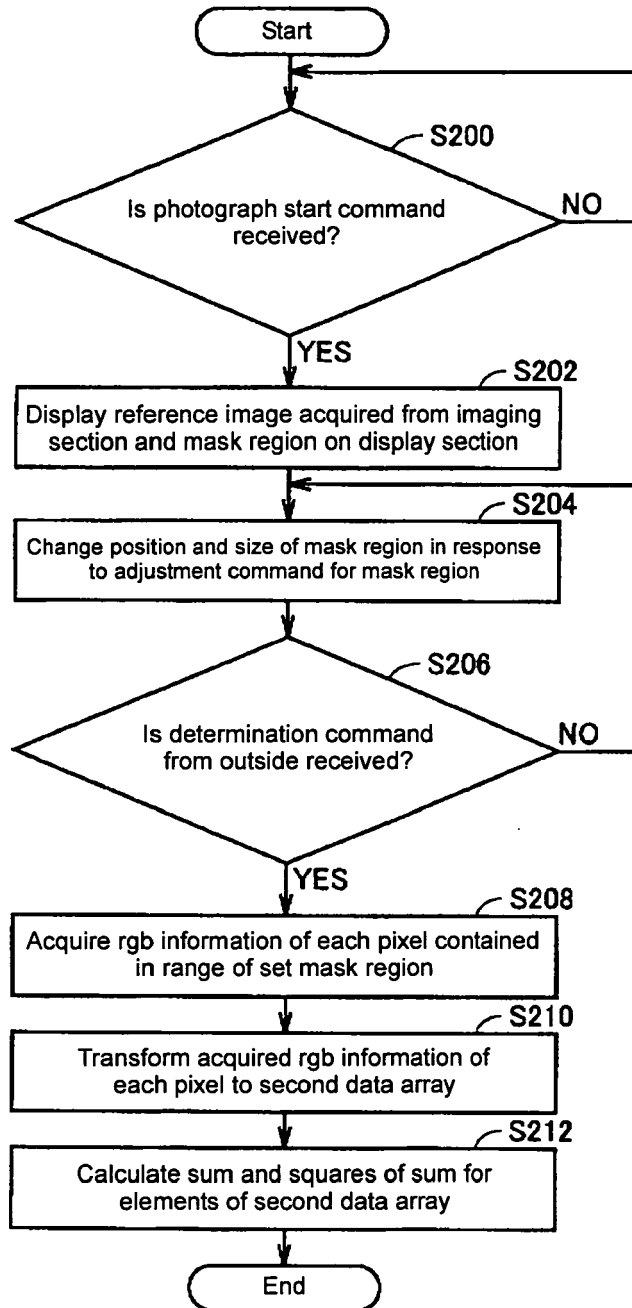 Start
S200
Is photograph start command
received?
NO
YES
S202
Display reference image acquired from imaging
section and mask region on display section
S204
Change position and size of mask region in response
to adjustment command for mask region
S206
Is determination command
from outside received?
NO
YES
S208
Acquire rgb information of each pixel contained
in range of set mask region
S210
Transform acquired rgb information of
each pixel to second data array
S212
Calculate sum and squares of sum for
elements of second data array
End